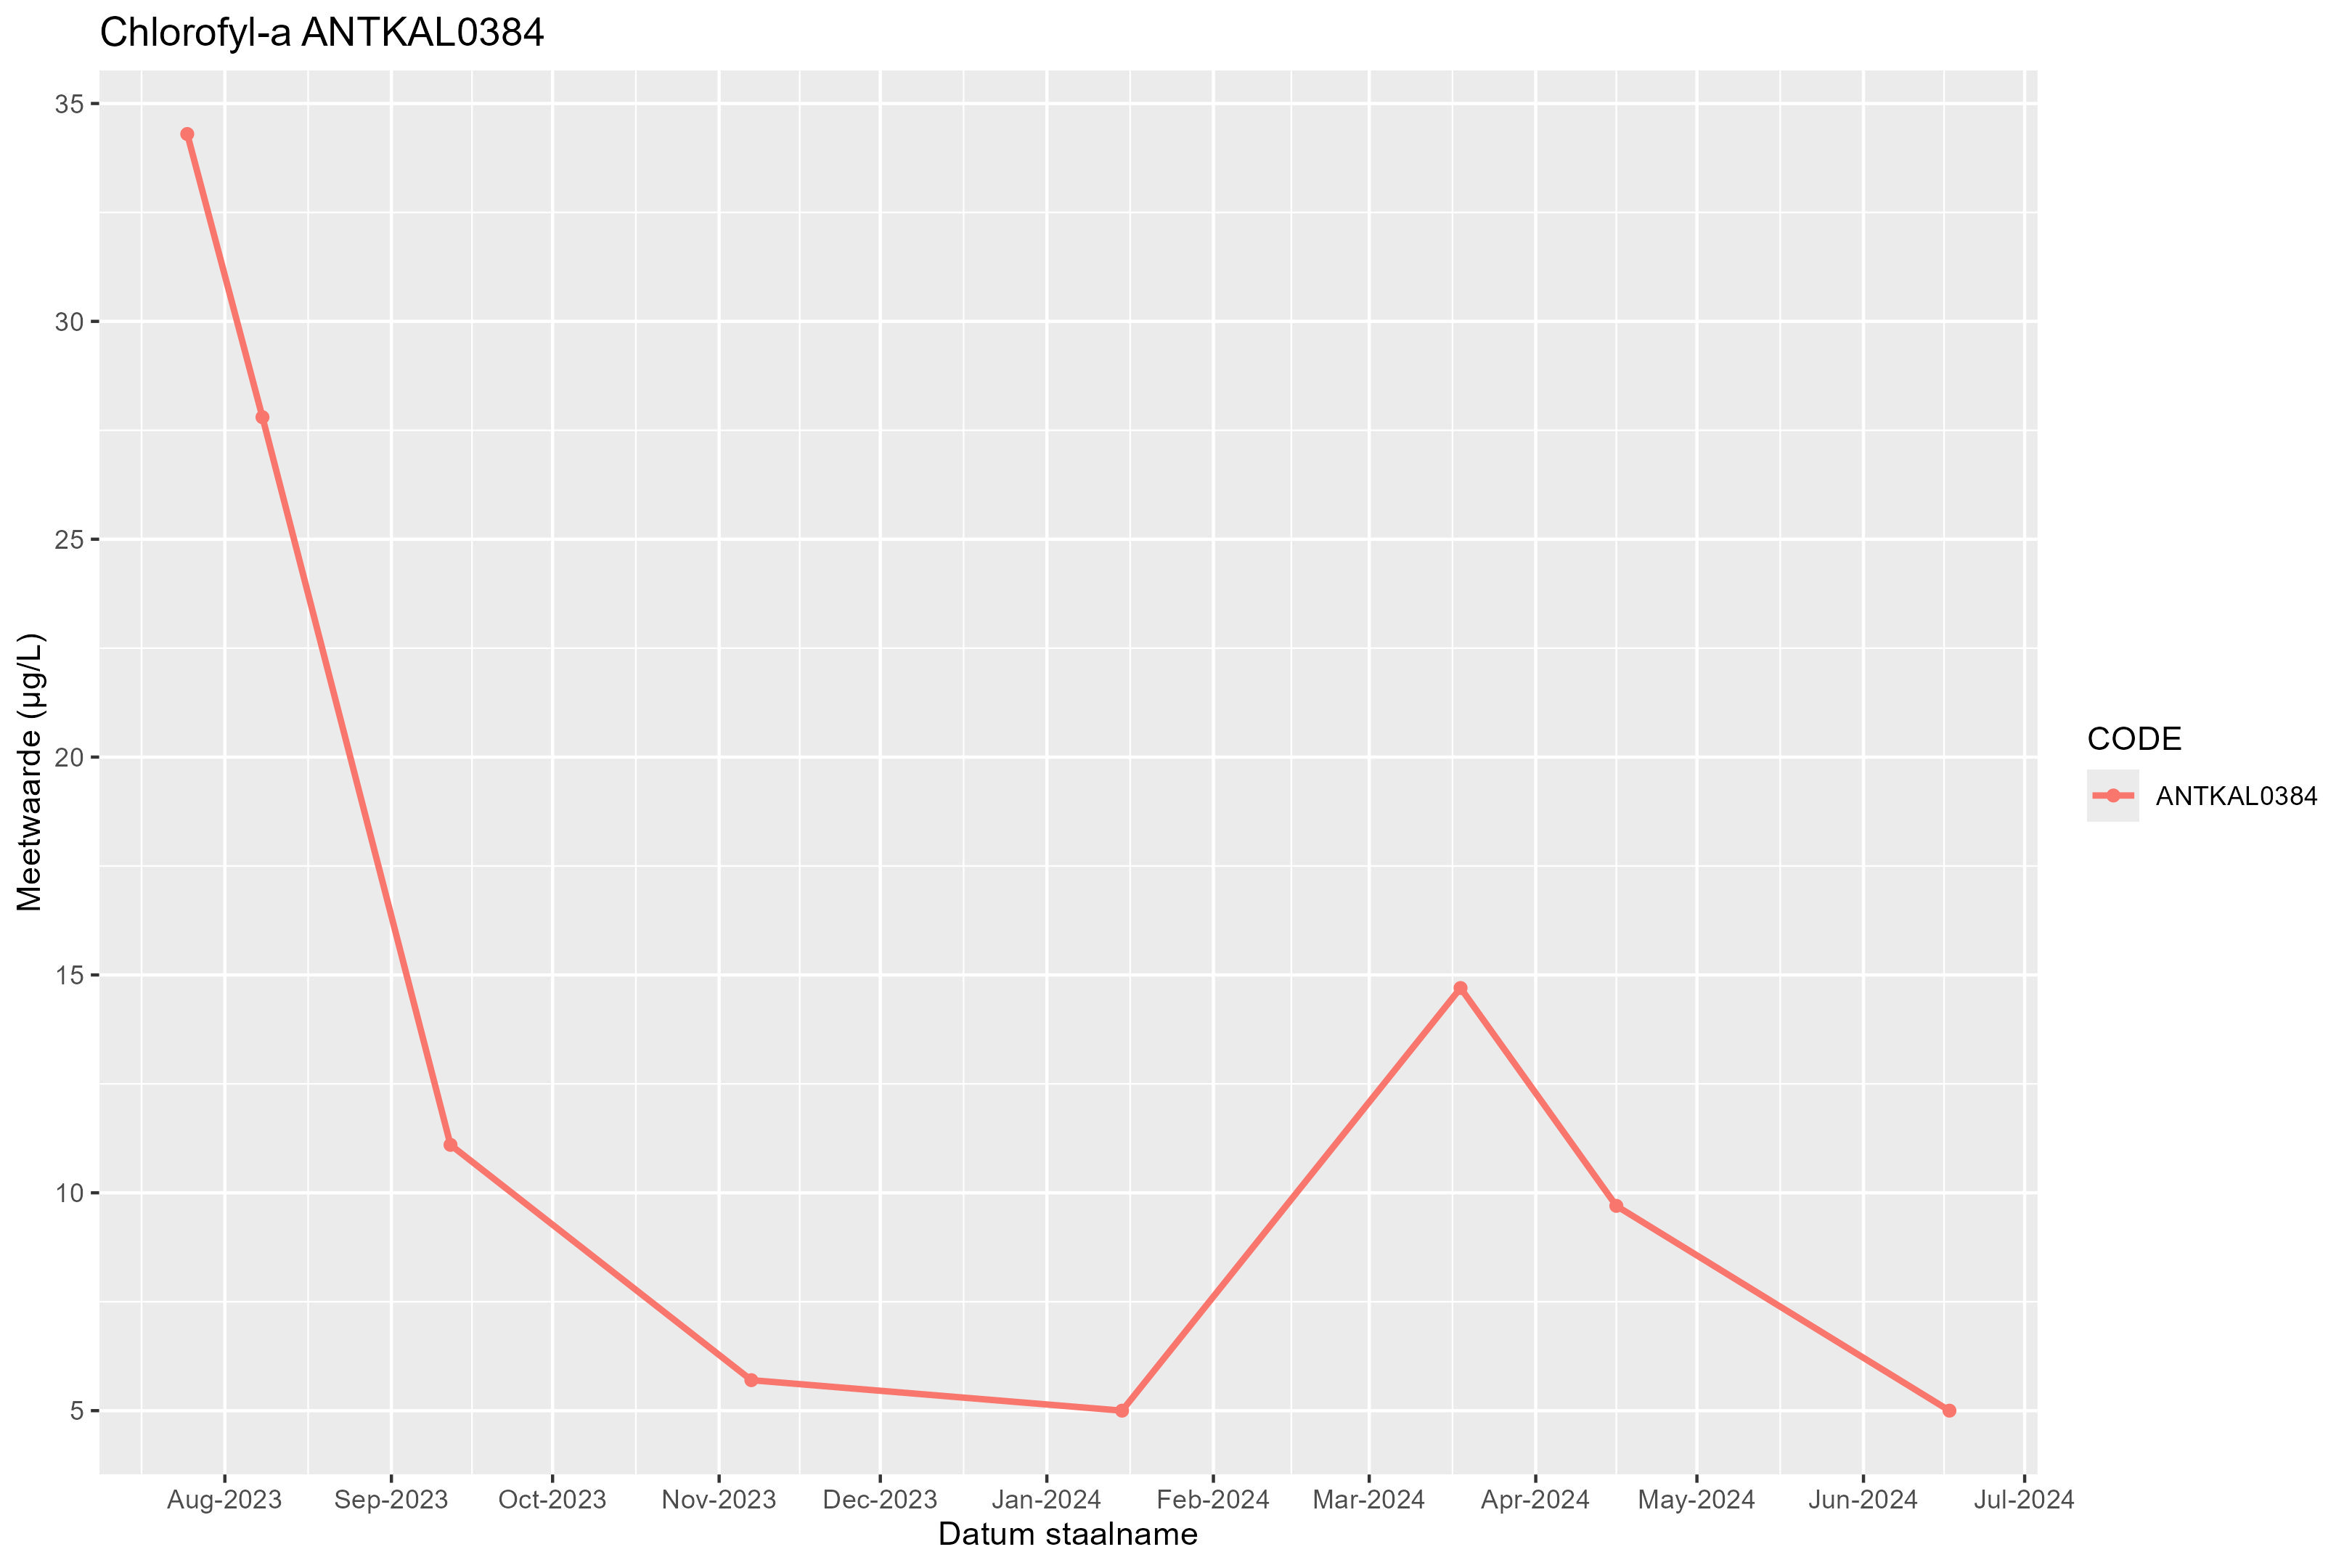 Chlorofyl-a ANTKAL0384
35
30
25
20
15
10
5
Meetwaarde (µg/L)
Aug-2023 Sep-2023 Oct-2023 Nov-2023 Dec-2023 Jan-2024 Feb-2024 Mar-2024 Apr-2024 May-2024 Jun-2024 Jul-2024
Datum staalname
CODE
ANTKAL0384